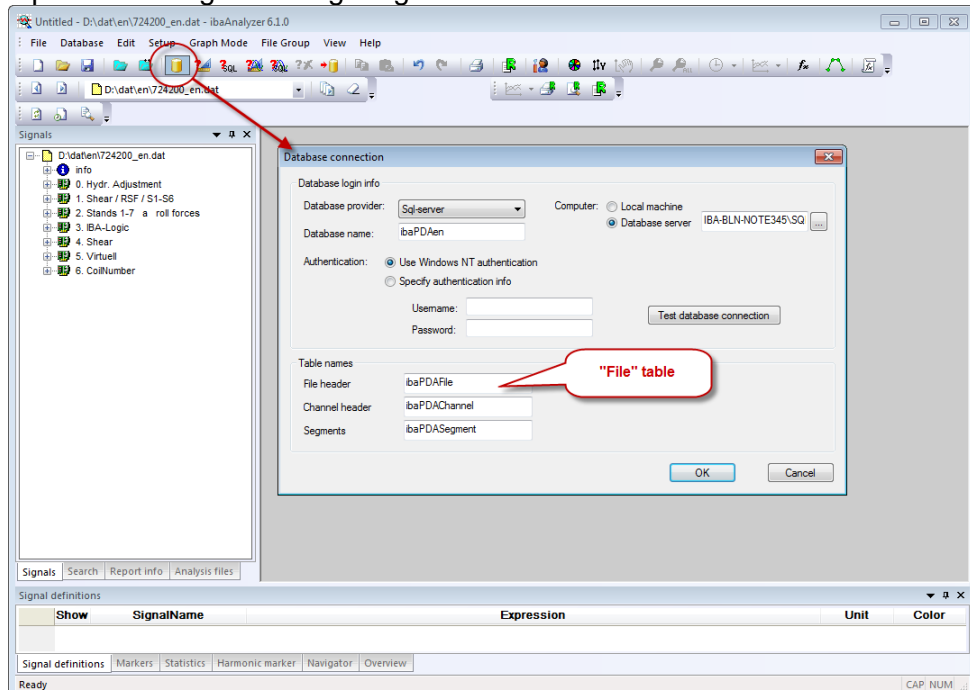 Untitled - D:\dat\en\724200_en.dat - ibaAnalyzer 6.1.0
File Database Edit Setup Graph Mode File Group View Help
SQL SQL
D:\dat\en\724200_en.dat
Signals
D:\dat\en\724200_en.dat
info
0. Hydr. Adjustment
1. Shear / RSF / S1-S6
2. Stands 1-7 a roll forces
3. IBA-Logic
4. Shear
5. Virtuell
6. CoilNumber
Signals Search Report info Analysis files
Database connection
Database login info
Database provider: Sql-server Computer: Local machine
Database server IBA-BLN-NOTE345\SQ ...
Database name: ibaPDAen
Authentication: Use Windows NT authentication
Specify authentication info
Username:
Password:
Test database connection
Table names
File header ibaPDAFile
"File" table
Channel header ibaPDAChannel
Segments ibaPDASegment
OK Cancel
Signal definitions
Show SignalName Expression Unit Color
Signal definitions Markers Statistics Harmonic marker Navigator Overview
Ready CAP NUM